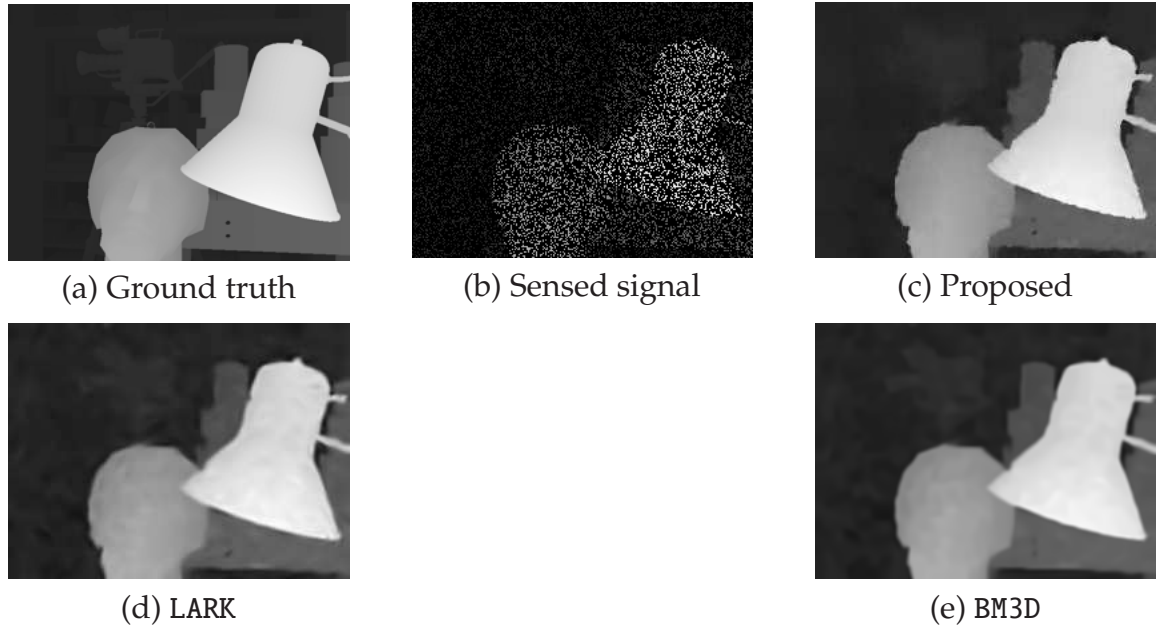 (a) Ground truth
(b) Sensed signal
(c) Proposed
(d) LARK
(e) BM3D